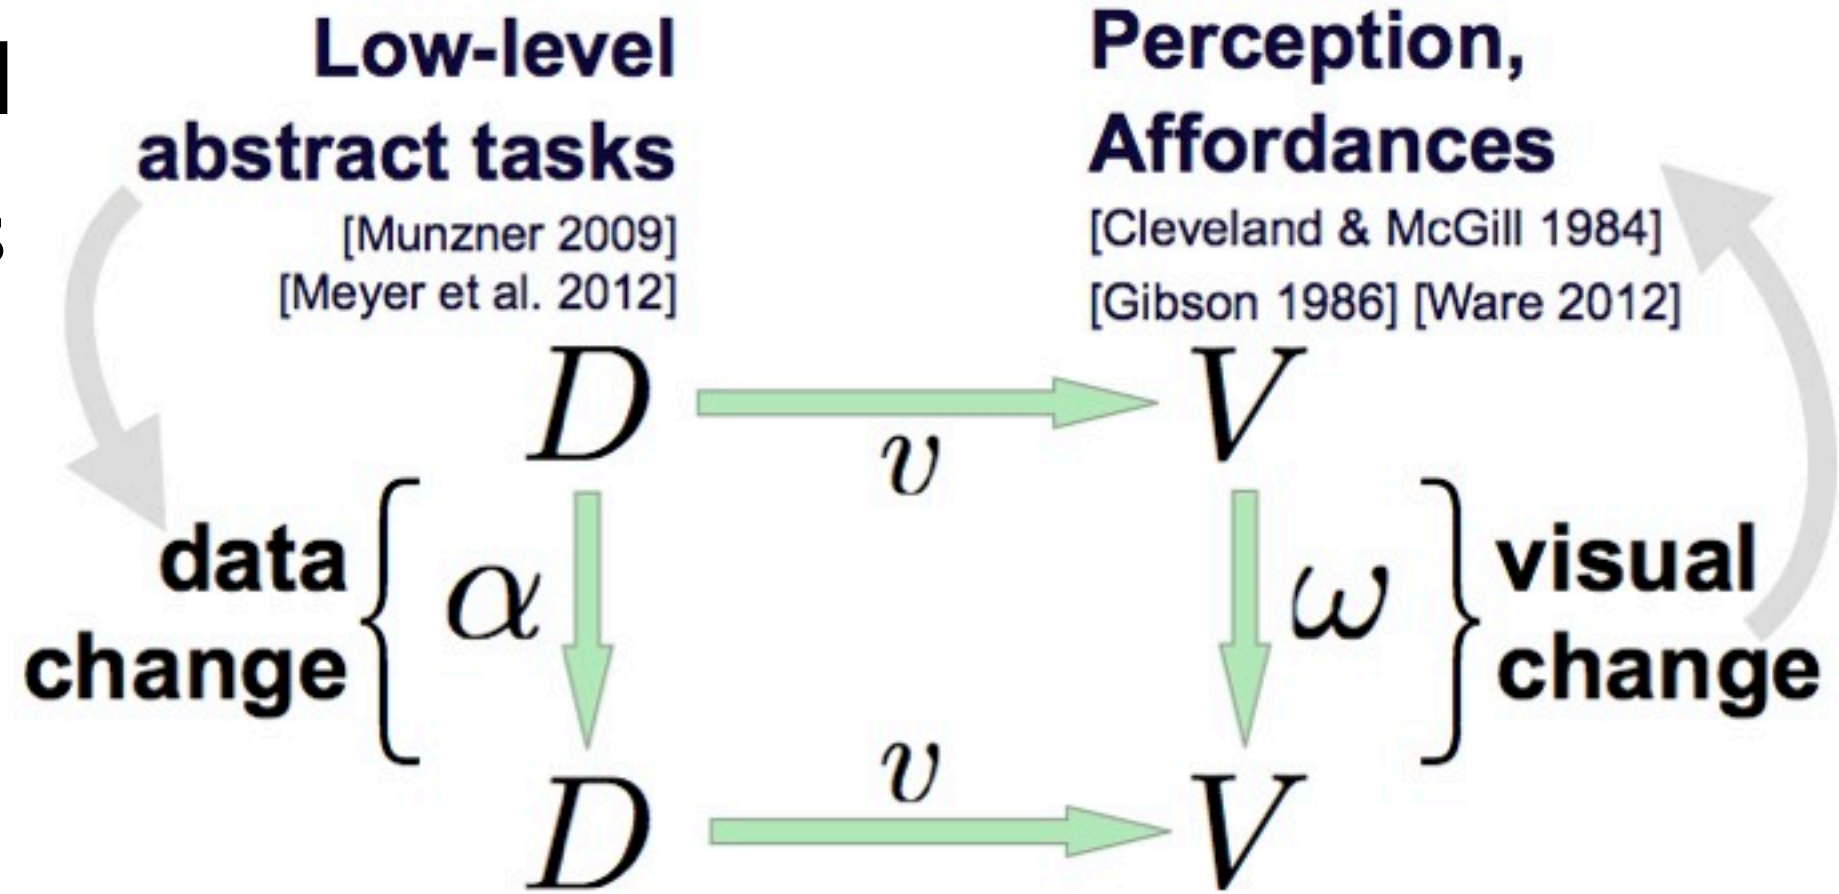 Low-level
abstract tasks
[Munzner 2009]
[Meyer et al. 2012]
Perception,
Affordances
[Cleveland & McGill 1984]
[Gibson 1986] [Ware 2012]
D
V
υ
data
change
α
ω
visual
change
υ
D
V